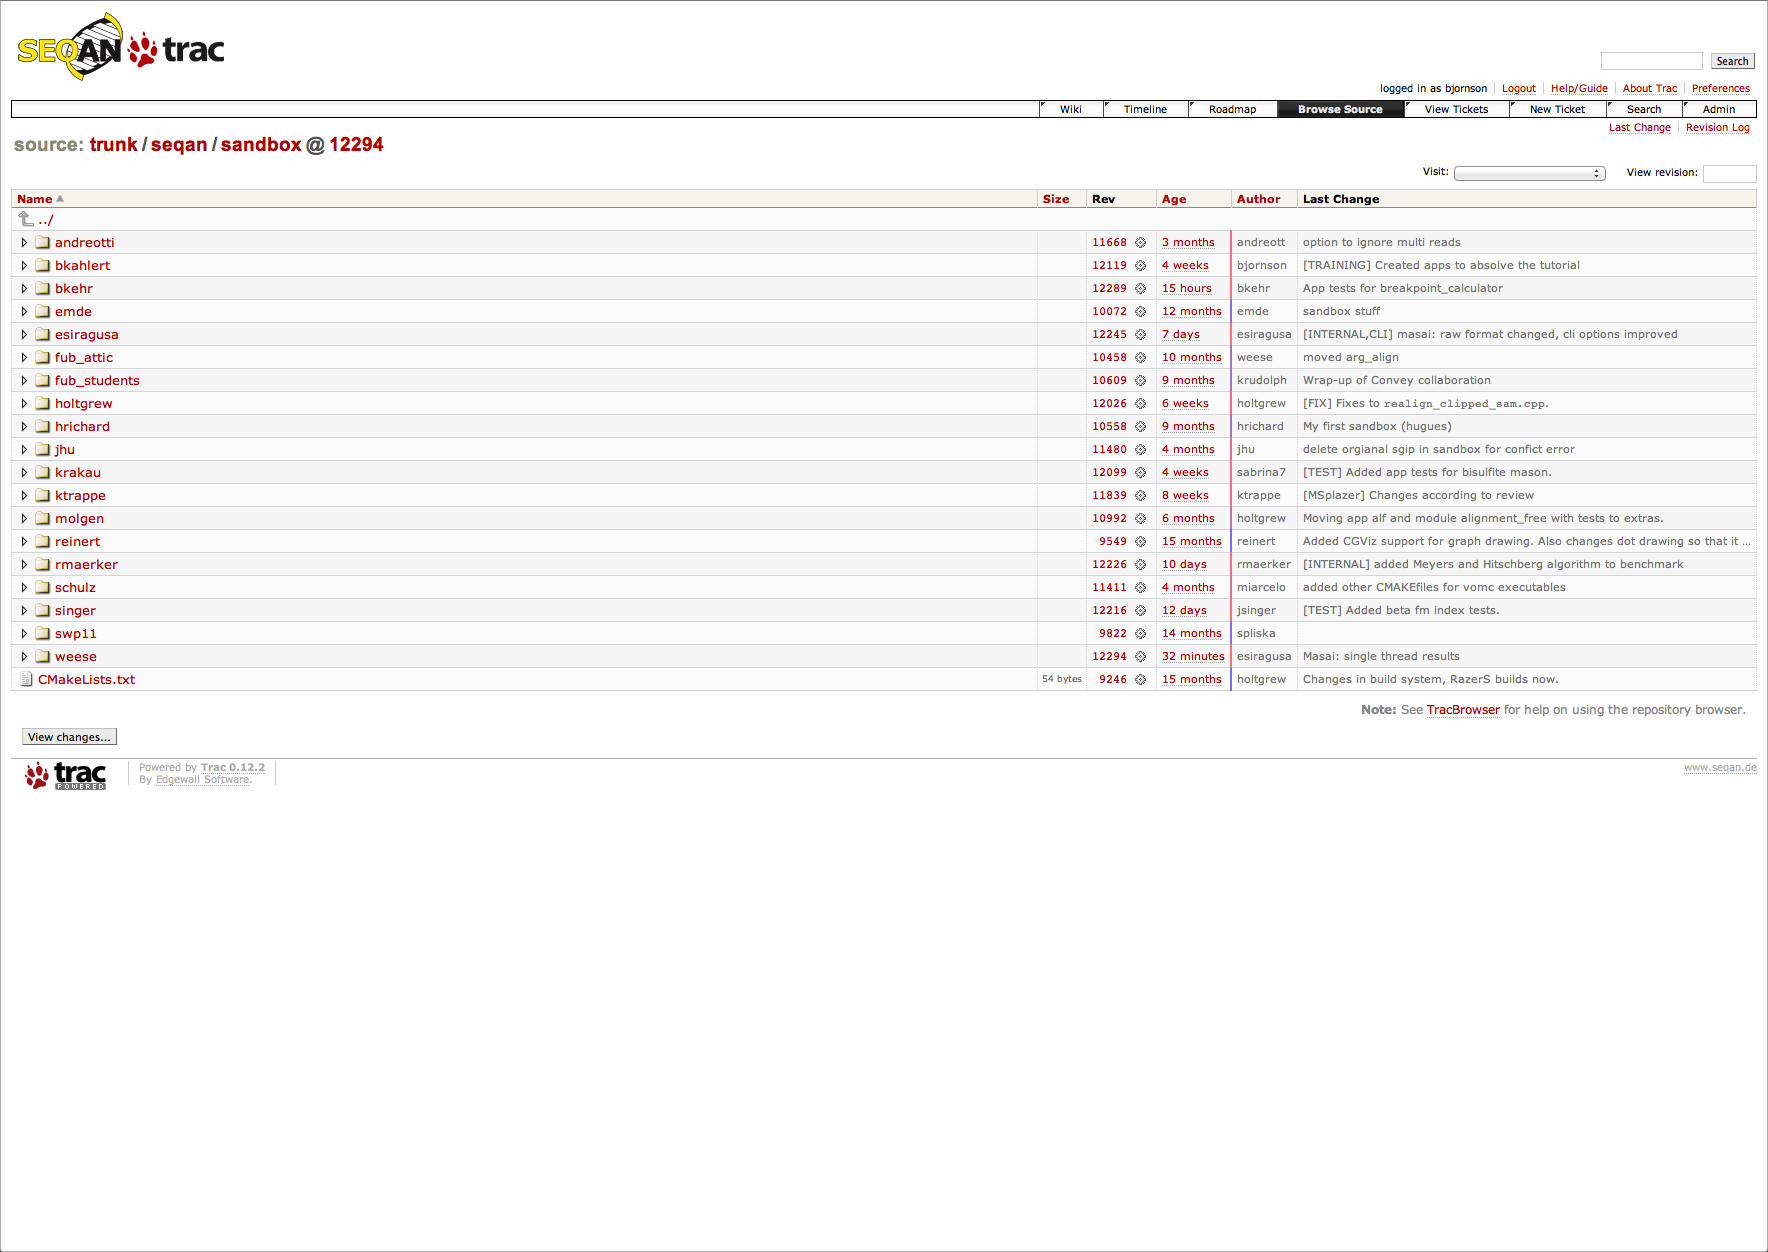 SEQAN trac
Search
logged in as bjornson Logout Help/Guide About Trac Preferences
Wiki Timeline Roadmap Browse Source View Tickets New Ticket Search Admin
Last Change Revision Log
source: trunk / seqan / sandbox @ 12294
Visit: View revision:
Name Size Rev Age Author Last Change
../
andreotti 11668 3 months andreott option to ignore multi reads
bkahlert 12119 4 weeks bjornson [TRAINING] Created apps to absolve the tutorial
bkehr 12289 15 hours bkehr App tests for breakpoint_calculator
emde 10072 12 months emde sandbox stuff
esiragusa 12245 7 days esiragusa [INTERNAL,CLI] masai: raw format changed, cli options improved
fub_attic 10458 10 months weese moved arg_align
fub_students 10609 9 months krudolph Wrap-up of Convey collaboration
holtgrew 12026 6 weeks holtgrew [FIX] Fixes to realign_clipped_sam.cpp.
hrichard 10558 9 months hrichard My first sandbox (hugues)
jhu 11480 4 months jhu delete orgianal sgip in sandbox for confict error
krakau 12099 4 weeks sabrina7 [TEST] Added app tests for bisulfite mason.
ktrappe 11839 8 weeks ktrappe [MSplazer] Changes according to review
molgen 10992 6 months holtgrew Moving app alf and module alignment_free with tests to extras.
reinert 9549 15 months reinert Added CGViz support for graph drawing. Also changes dot drawing so that it ...
rmaerker 12226 10 days rmaerker [INTERNAL] added Meyers and Hitschberg algorithm to benchmark
schulz 11411 4 months miarcelo added other CMAKEfiles for vomc executables
singer 12216 12 days jsinger [TEST] Added beta fm index tests.
swp11 9822 14 months spliska
weese 12294 32 minutes esiragusa Masai: single thread results
CMakeLists.txt 54 bytes 9246 15 months holtgrew Changes in build system, RazerS builds now.
Note: See TracBrowser for help on using the repository browser.
View changes...
trac POWERED
Powered by Trac 0.12.2
By Edgewall Software.
www.seqan.de